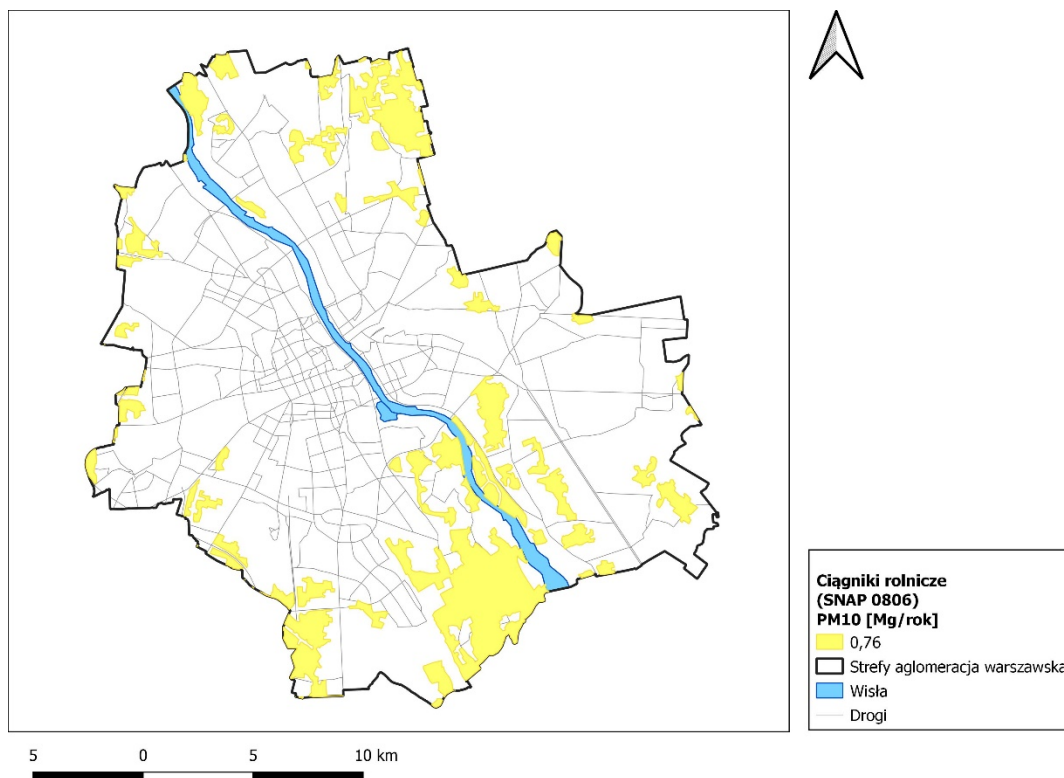 Ciągniki rolnicze
(SNAP 0806)
PM10 [Mg/rok]
0,76
Strefy aglomeracja warszawska
Wisła
Drogi
5 0 5 10 km